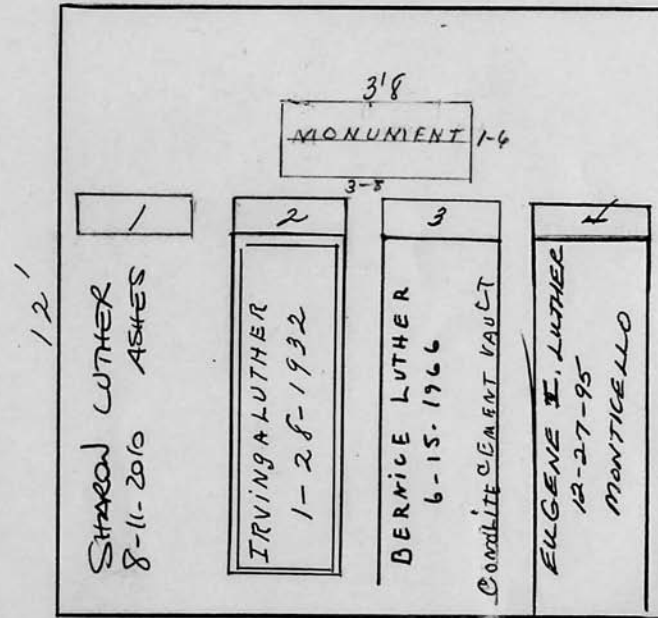 12'
3'8
MONUMENT 1-6
3-8
1
SHARON LUTHER
8-11-2010 ASHES
2
IRVING A LUTHER
1-28-1932
3
BERNICE LUTHER
6-15-1966
CEMENT VAULT
4
EUGENE I. LUTHER
12-27-95
MONTICELLO